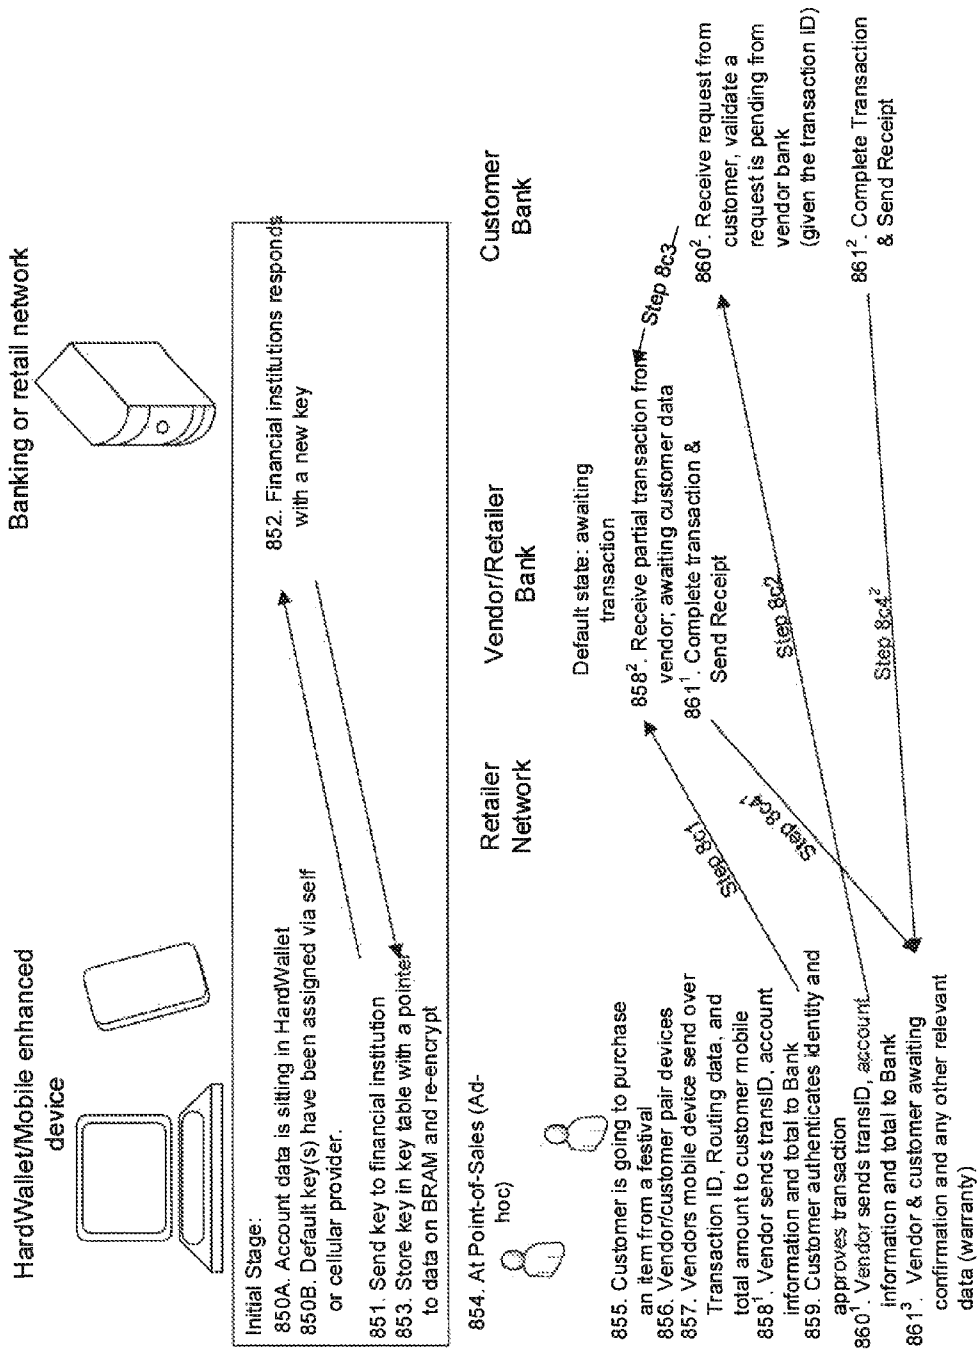 HardWallet/Mobile enhanced
device
Banking or retail network
Initial Stage:
850A. Account data is sitting in HardWallet
850B. Default key(s) have been assigned via self
or cellular provider.
851. Send key to financial institution
853. Store key in key table with a pointer
to data on BRAM and re-encrypt
852. Financial institutions responds
with a new key
854. At Point-of-Sales (Ad-
hoc)
Retailer
Network
Vendor/Retailer
Bank
Customer
Bank
855. Customer is going to purchase
an item from a festival
856. Vendor/customer pair devices
857. Vendors mobile device send over
Transaction ID, Routing data, and
total amount to customer mobile
858¹. Vendor sends transID, account
information and total to Bank
859. Customer authenticates identity and
approves transaction
860¹. Vendor sends transID, account
information and total to Bank
861³. Vendor & customer awaiting
confirmation and any other relevant
data (warranty)
Default state: awaiting
transaction
858². Receive partial transaction from
vendor; awaiting customer data
861¹. Complete transaction &
Send Receipt
860². Receive request from
customer, validate a
request is pending from
vendor bank
(given the transaction ID)
861². Complete Transaction
& Send Receipt
Step 8c1
Step 8c4¹
Step 8c2
Step 8c3
Step 8c4²